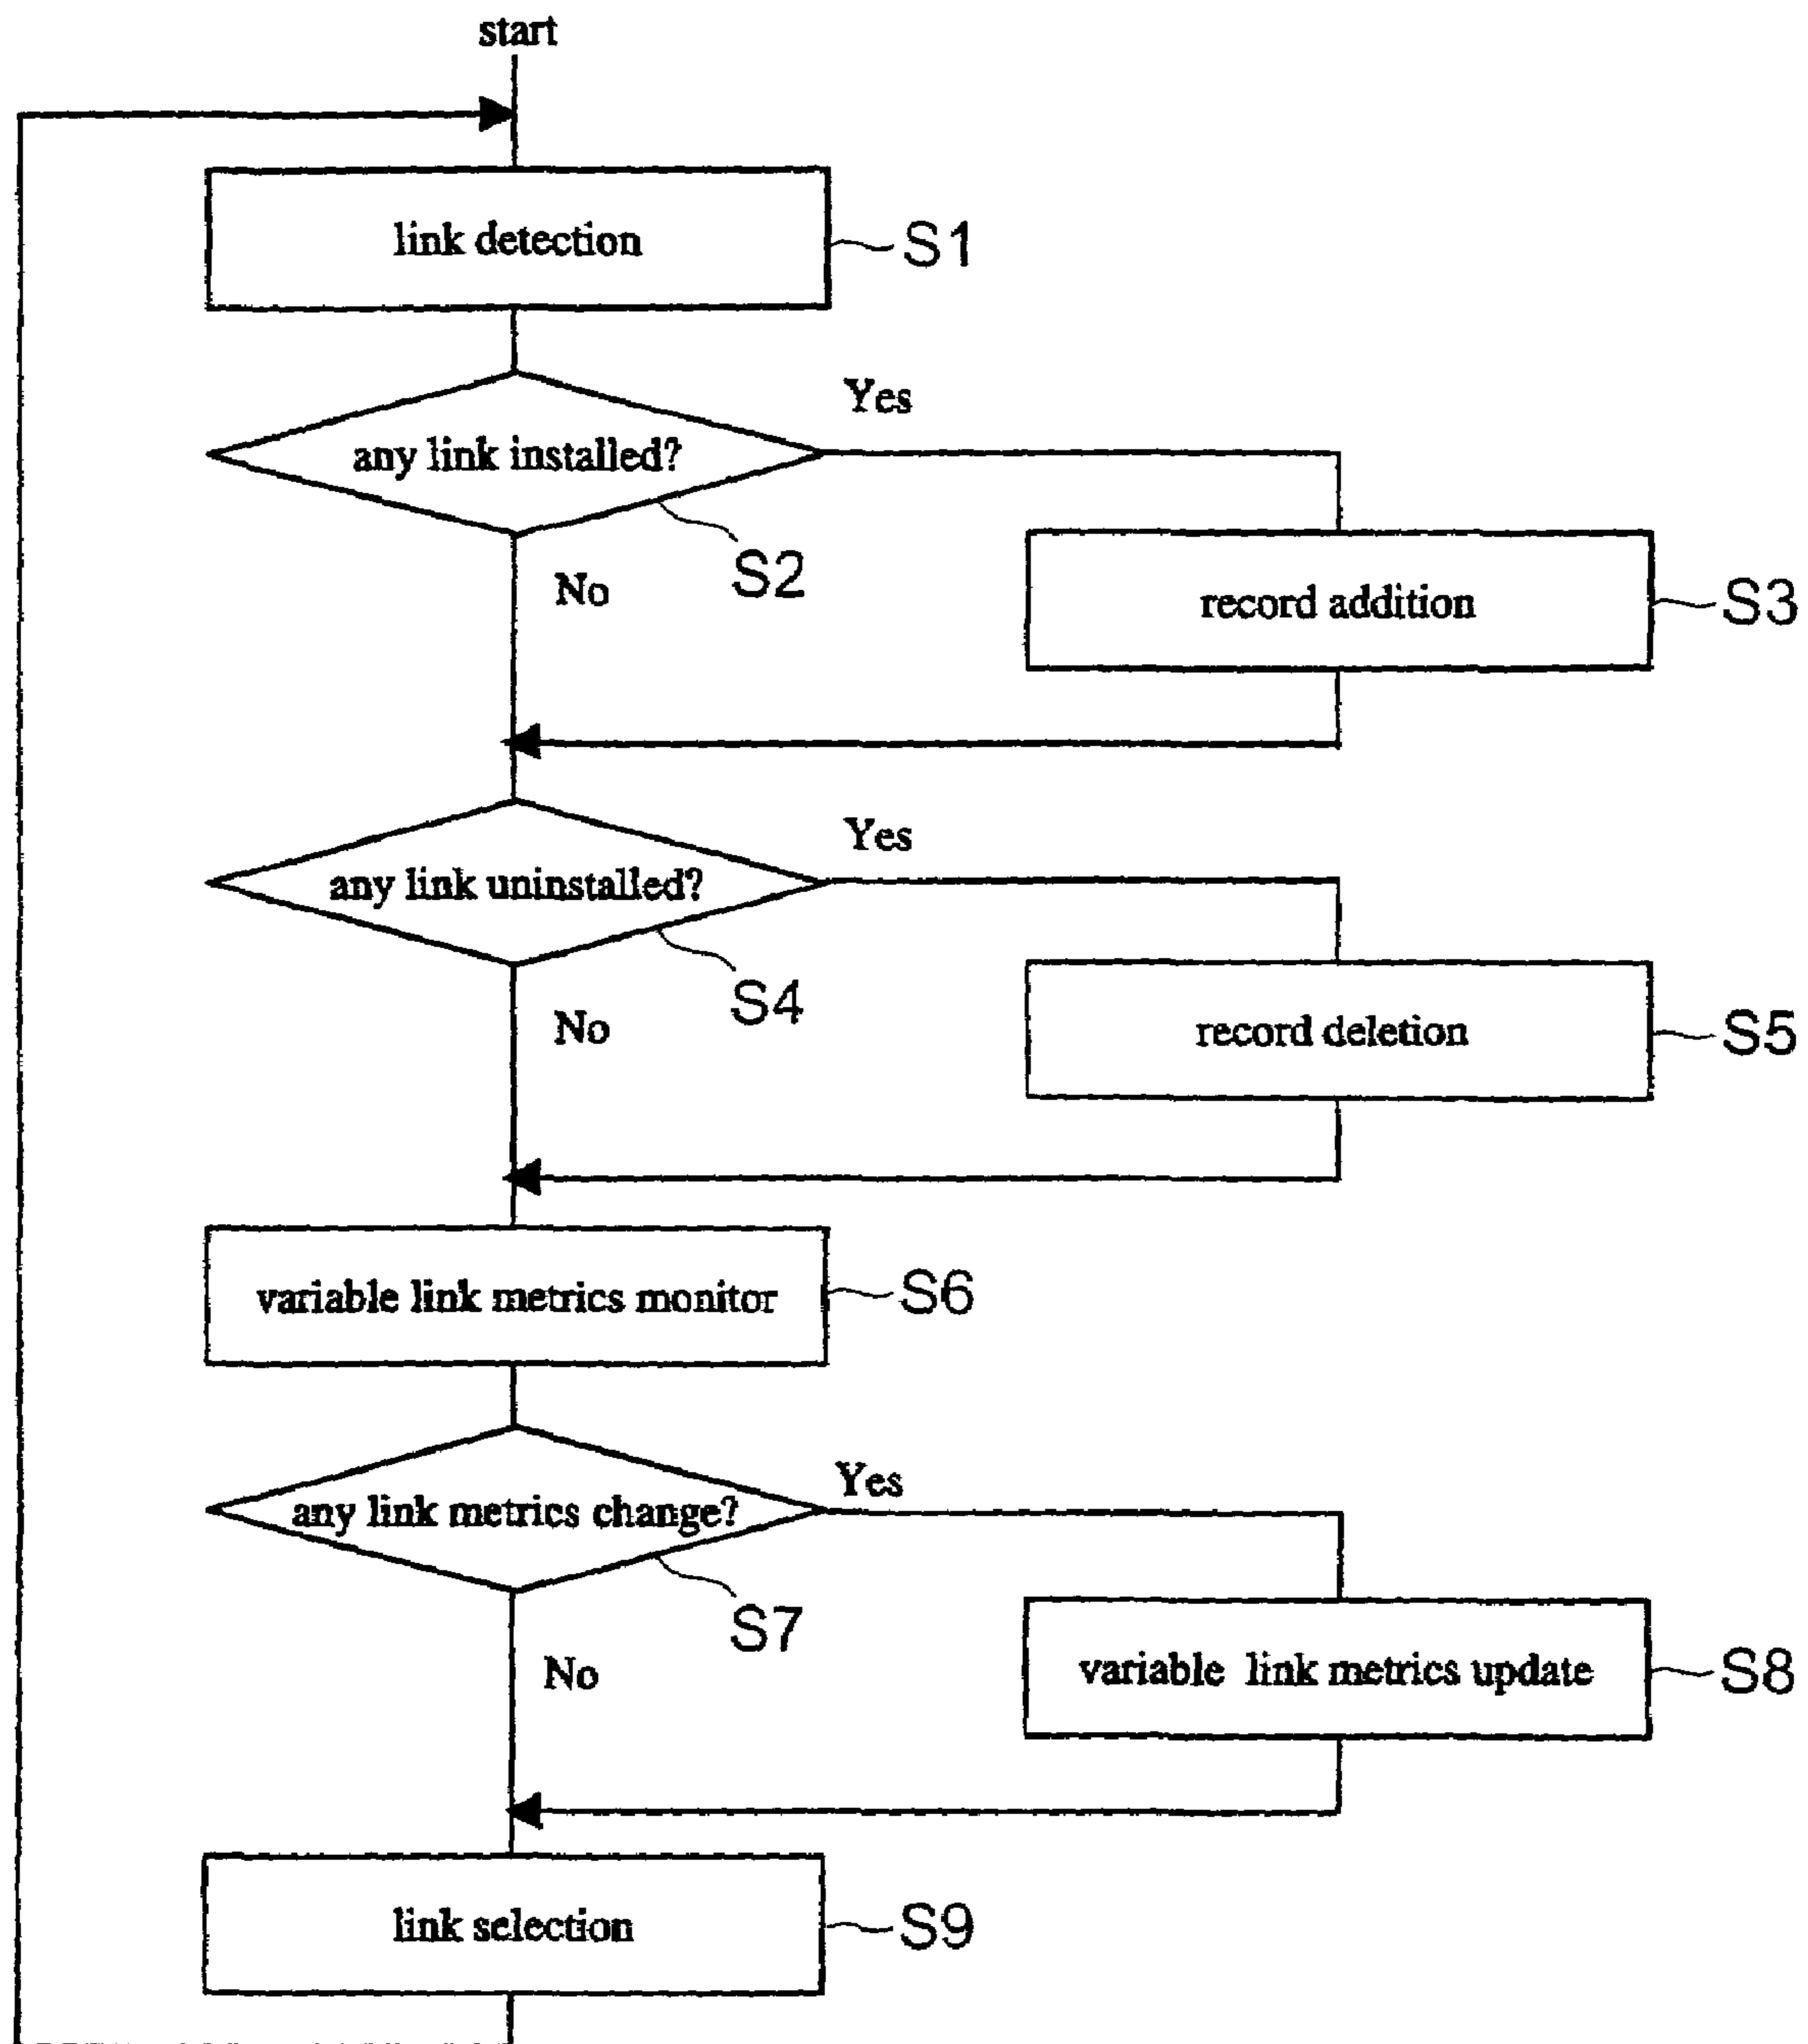 start
link detection
S1
any link installed?
Yes
S2
No
record addition
S3
any link uninstalled?
Yes
S4
No
record deletion
S5
variable link metrics monitor
S6
any link metrics change?
Yes
S7
No
variable link metrics update
S8
link selection
S9